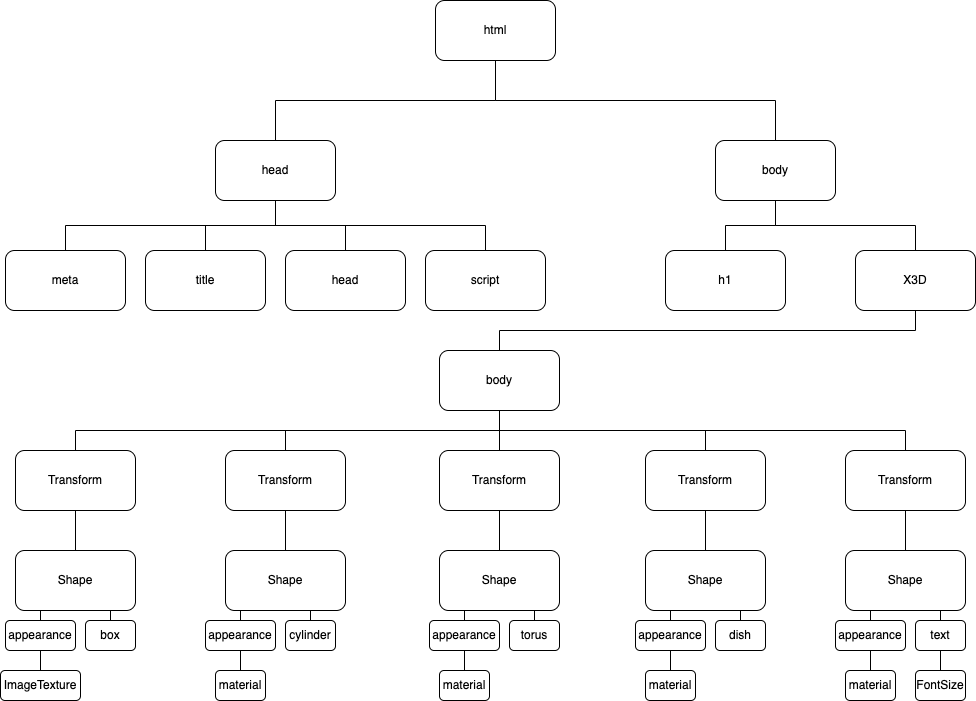 html
head
body
meta
title
head
script
h1
X3D
body
Transform
Transform
Transform
Transform
Transform
Shape
Shape
Shape
Shape
Shape
appearance
box
appearance
cylinder
appearance
torus
appearance
dish
appearance
text
ImageTexture
material
material
material
material
FontSize